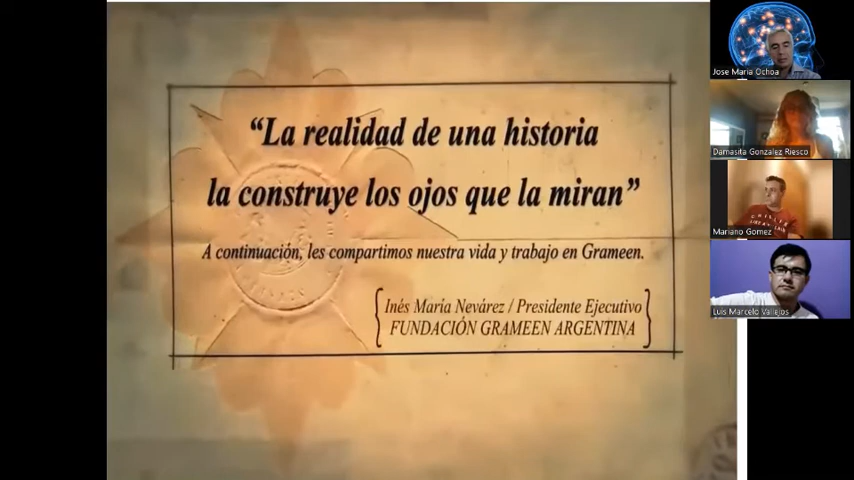 “La realidad de una historia
la construye los ojos que la miran”
A continuación, les compartimos nuestra vida y trabajo en Grameen.
Inés María Nevárez / Presidente Ejecutivo
FUNDACIÓN GRAMEEN ARGENTINA
Jose Maria Ochoa
Damasita Gonzalez Riesco
Mariano Gomez
Luis Marcelo Vallejos